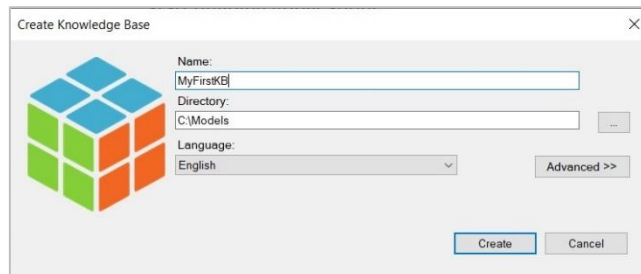 Create Knowledge Base
Name:
MyFirstKB
Directory:
C:\Models
...
Language:
English
Advanced >>
Create
Cancel